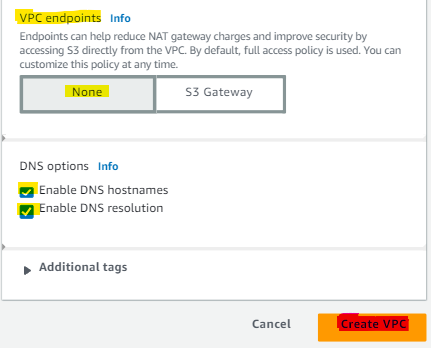 VPC endpoints Info
Endpoints can help reduce NAT gateway charges and improve security by
accessing S3 directly from the VPC. By default, full access policy is used. You can
customize this policy at any time.
None S3 Gateway
DNS options Info
Enable DNS hostnames
Enable DNS resolution
Additional tags
Cancel Create VPC